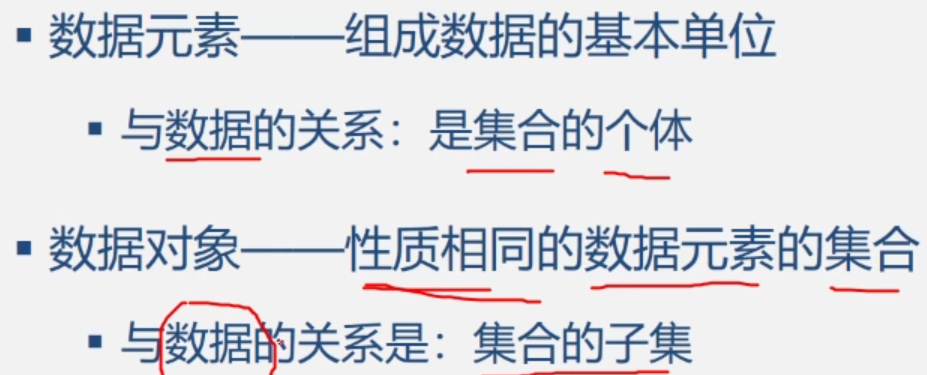 ▪ 数据元素——组成数据的基本单位
▪ 与数据的关系：是集合的个体
▪ 数据对象——性质相同的数据元素的集合
▪ 与数据的关系是：集合的子集